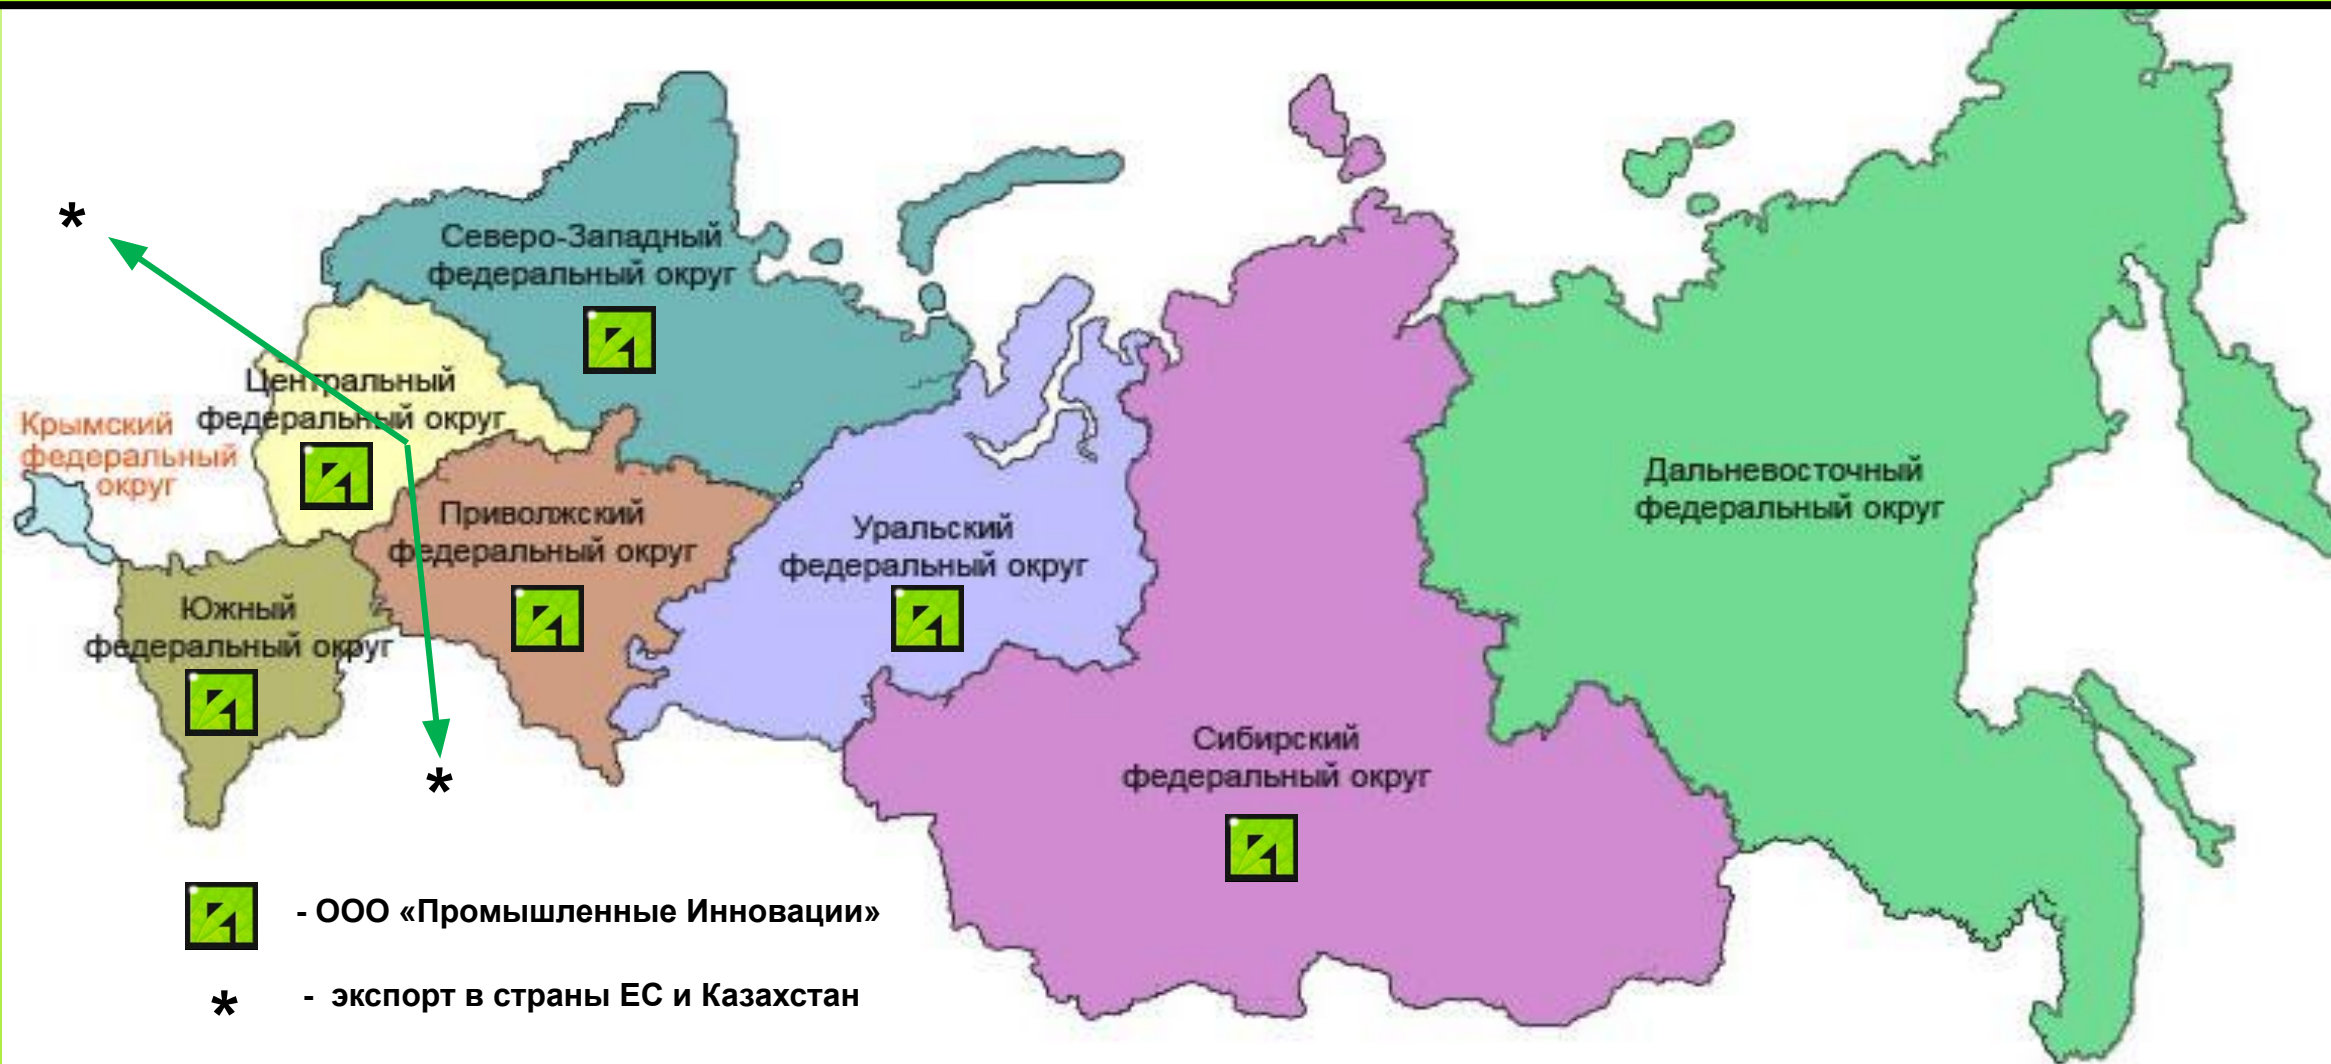 Северо-Западный
федеральный округ
Центральный
федеральный округ
Крымский
федеральный
округ
Приволжский
федеральный округ
Уральский
федеральный округ
Дальневосточный
федеральный округ
Южный
федеральный округ
Сибирский
федеральный округ
*
*
- ООО «Промышленные Инновации»
* - экспорт в страны ЕС и Казахстан